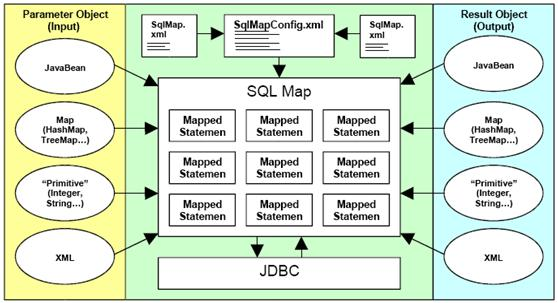 Parameter Object
(Input)
JavaBean
Map
(HashMap,
TreeMap...)
“Primitive”
(Integer,
String...)
XML
SqlMap.
xml
SqlMapConfig.xml
SqlMap.
xml
SQL Map
Mapped
Statemen
Mapped
Statemen
Mapped
Statemen
Mapped
Statemen
Mapped
Statemen
Mapped
Statemen
Mapped
Statemen
Mapped
Statemen
Mapped
Statemen
JDBC
Result Object
(Output)
JavaBean
Map
(HashMap,
TreeMap...)
“Primitive”
(Integer,
String...)
XML